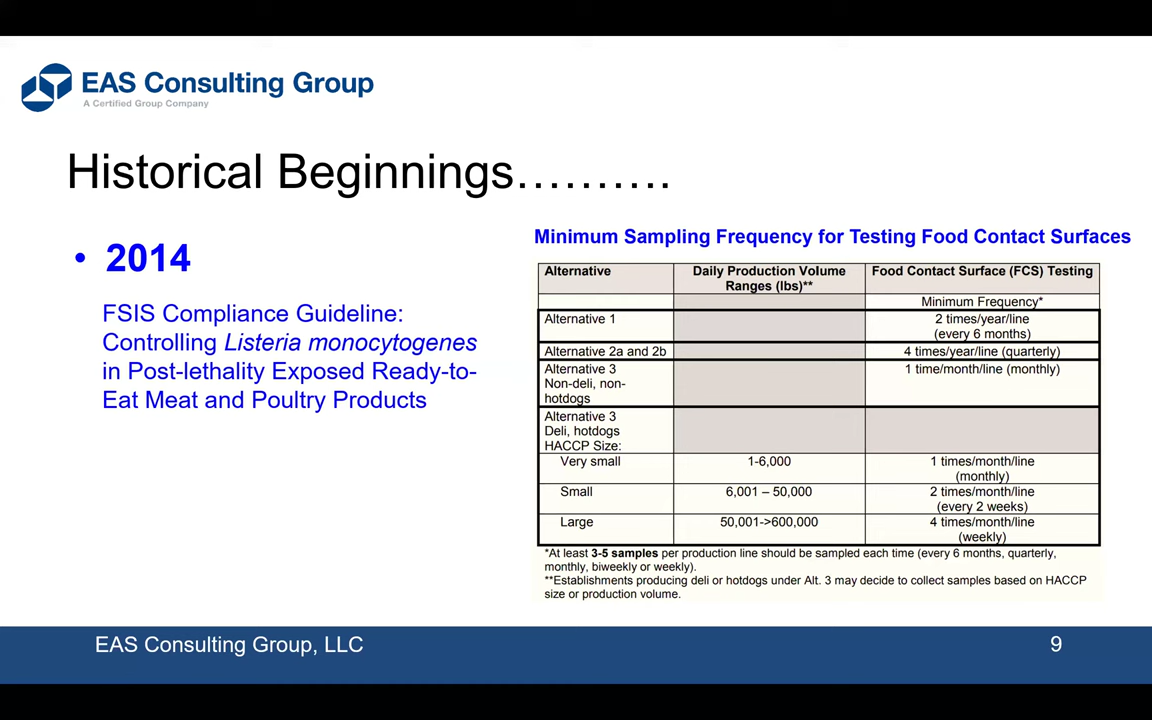 EAS Consulting Group
A Certified Group Company
Historical Beginnings……….
• 2014
FSIS Compliance Guideline:
Controlling Listeria monocytogenes
in Post-lethality Exposed Ready-to-
Eat Meat and Poultry Products
Minimum Sampling Frequency for Testing Food Contact Surfaces
Alternative Daily Production Volume Food Contact Surface (FCS) Testing
Ranges (lbs)**
Minimum Frequency*
Alternative 1 2 times/year/line
(every 6 months)
Alternative 2a and 2b 4 times/year/line (quarterly)
Alternative 3 1 time/month/line (monthly)
Non-deli, non-
hotdogs
Alternative 3
Deli, hotdogs
HACCP Size:
Very small 1-6,000 1 times/month/line
(monthly)
Small 6,001 – 50,000 2 times/month/line
(every 2 weeks)
Large 50,001->600,000 4 times/month/line
(weekly)
*At least 3-5 samples per production line should be sampled each time (every 6 months, quarterly,
monthly, biweekly or weekly).
**Establishments producing deli or hotdogs under Alt. 3 may decide to collect samples based on HACCP
size or production volume.
EAS Consulting Group, LLC 9